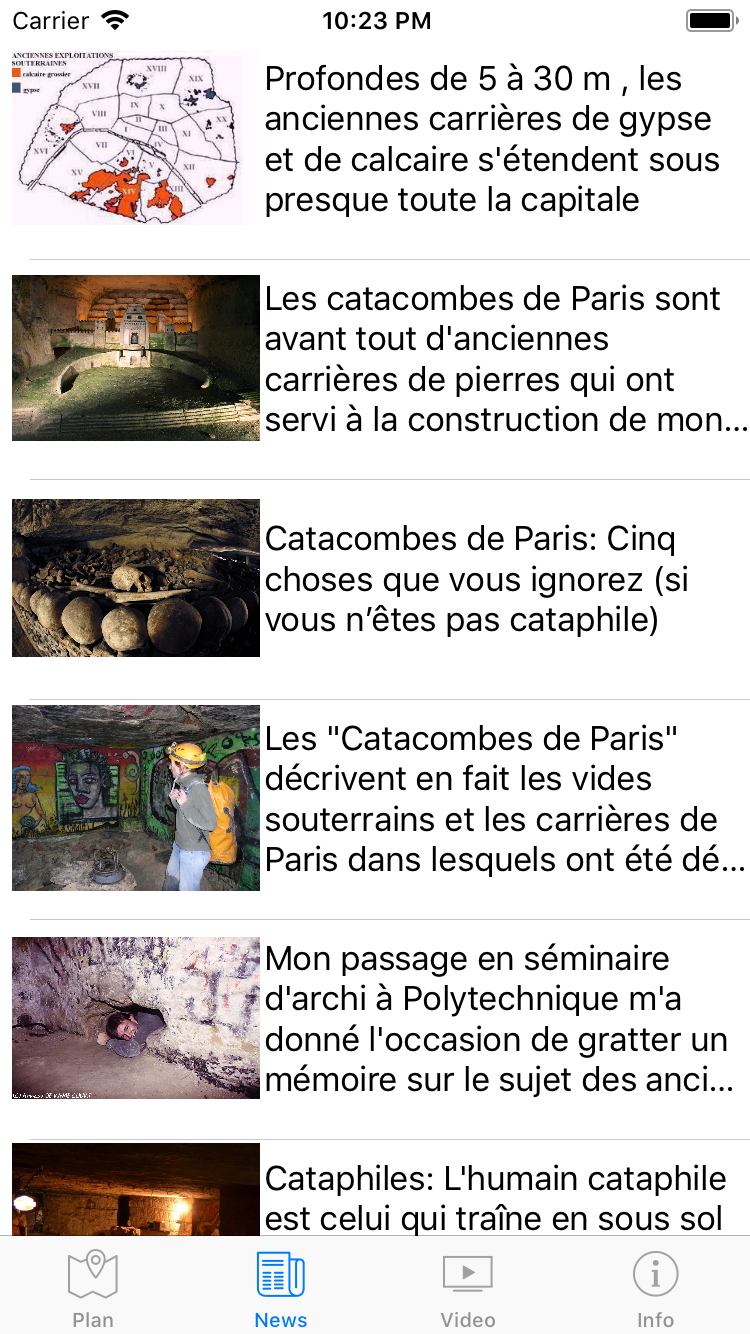 Carrier
10:23 PM
ANCIENNES EXPLOITATIONS
SOUTERRAINES
calcaire grossier
gypse
XVIII
XIX
XVII
IX
X
VIII
II
I
III
XX
XVI
VII
VI
IV
XI
V
XV
XII
XIV
XIII
Profondes de 5 à 30 m , les
anciennes carrières de gypse
et de calcaire s'étendent sous
presque toute la capitale
Les catacombes de Paris sont
avant tout d'anciennes
carrières de pierres qui ont
servi à la construction de mon...
Catacombes de Paris: Cinq
choses que vous ignorez (si
vous n’êtes pas cataphile)
Les "Catacombes de Paris"
décrivent en fait les vides
souterrains et les carrières de
Paris dans lesquels ont été dé...
Mon passage en séminaire
d'archi à Polytechnique m'a
donné l'occasion de gratter un
mémoire sur le sujet des anci...
Cataphiles: L'humain cataphile
est celui qui traîne en sous sol
Plan
News
Video
Info